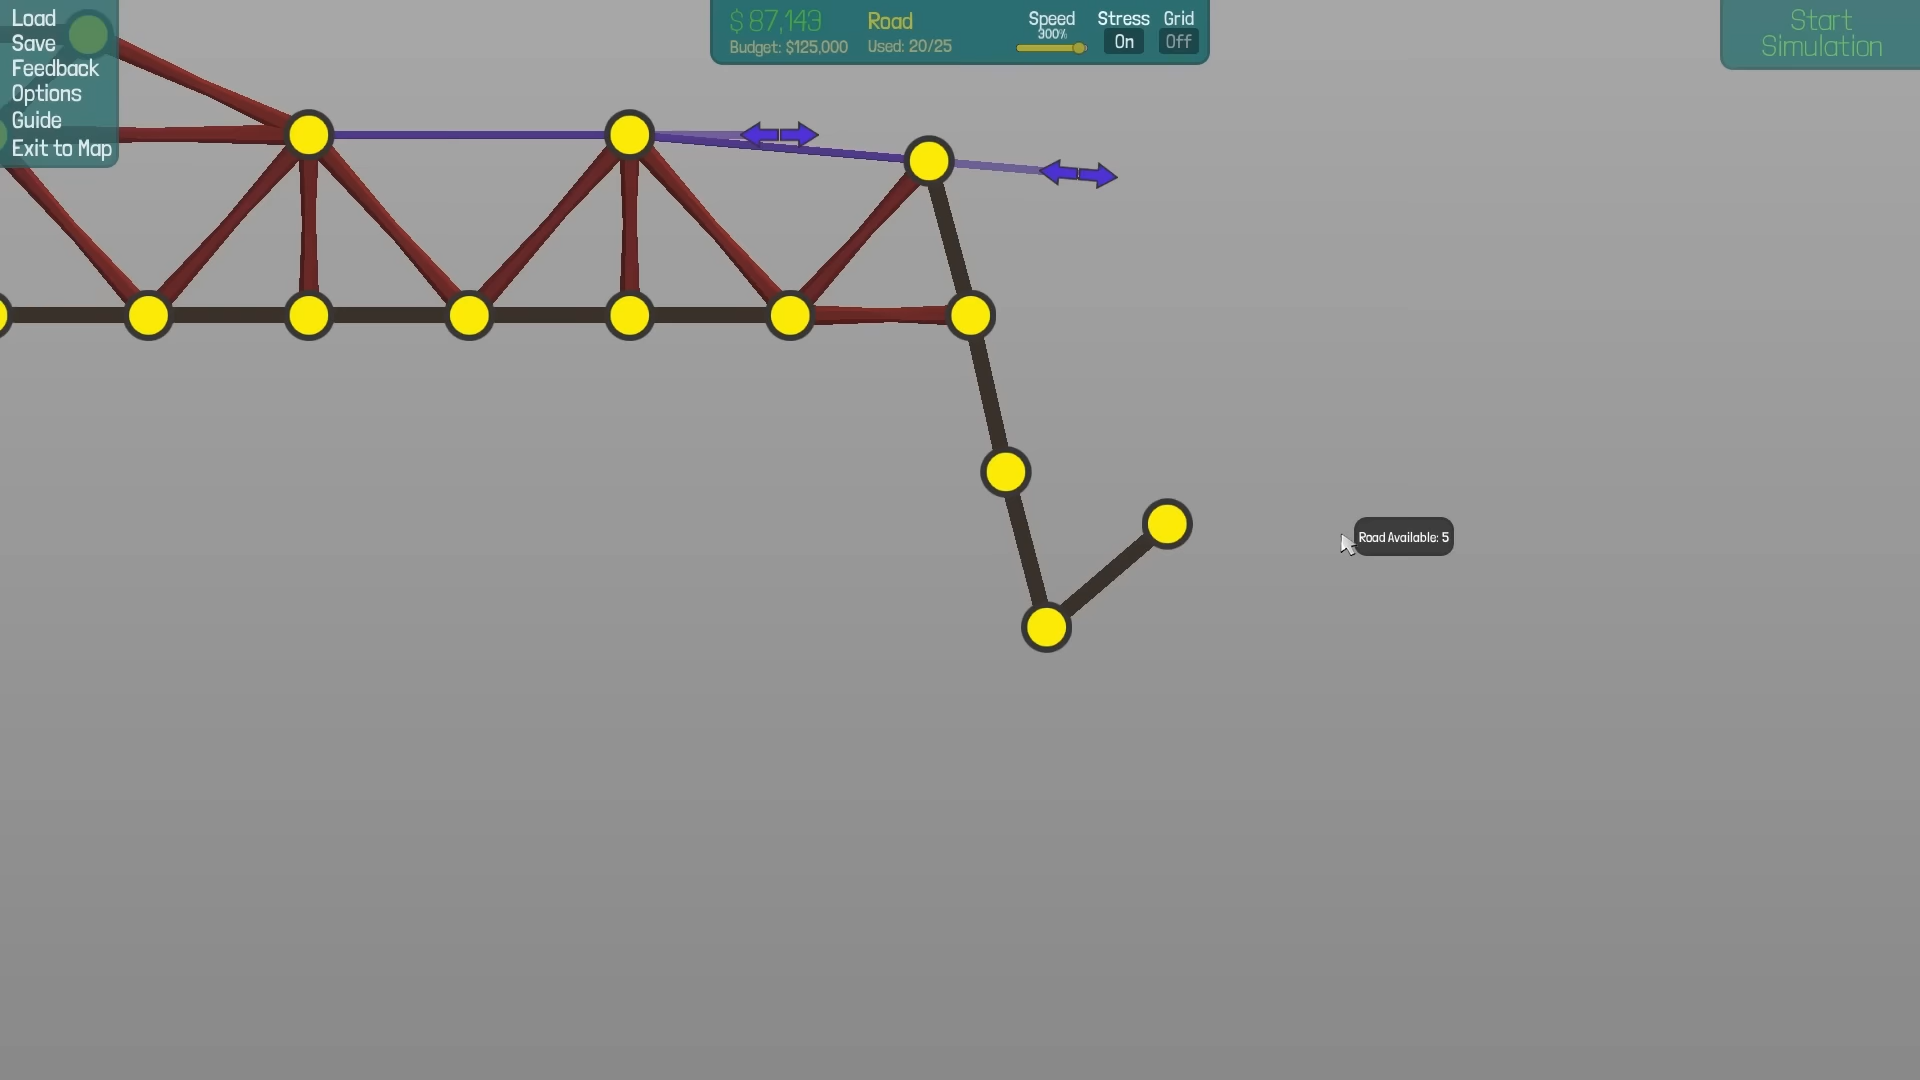 Load
Save
Feedback
Options
Guide
Exit to Map
$ 87,143
Budget: $125,000
Road
Used: 20/25
Speed
300%
Stress
On
Grid
Off
Start
Simulation
Road Available: 5